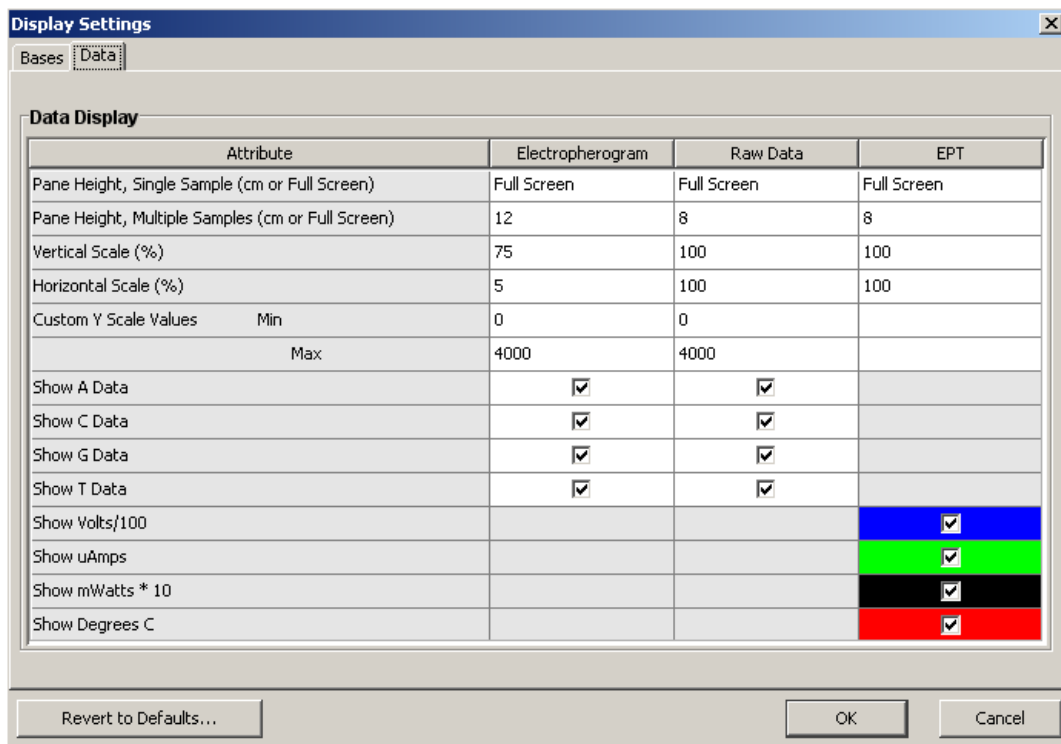 Display Settings
Bases Data
Data Display
Attribute Electropherogram Raw Data EPT
Pane Height, Single Sample (cm or Full Screen) Full Screen Full Screen Full Screen
Pane Height, Multiple Samples (cm or Full Screen) 12 8 8
Vertical Scale (%) 75 100 100
Horizontal Scale (%) 5 100 100
Custom Y Scale Values Min 0 0
Max 4000 4000
Show A Data
Show C Data
Show G Data
Show T Data
Show Volts/100
Show uAmps
Show mWatts * 10
Show Degrees C
Revert to Defaults... OK Cancel